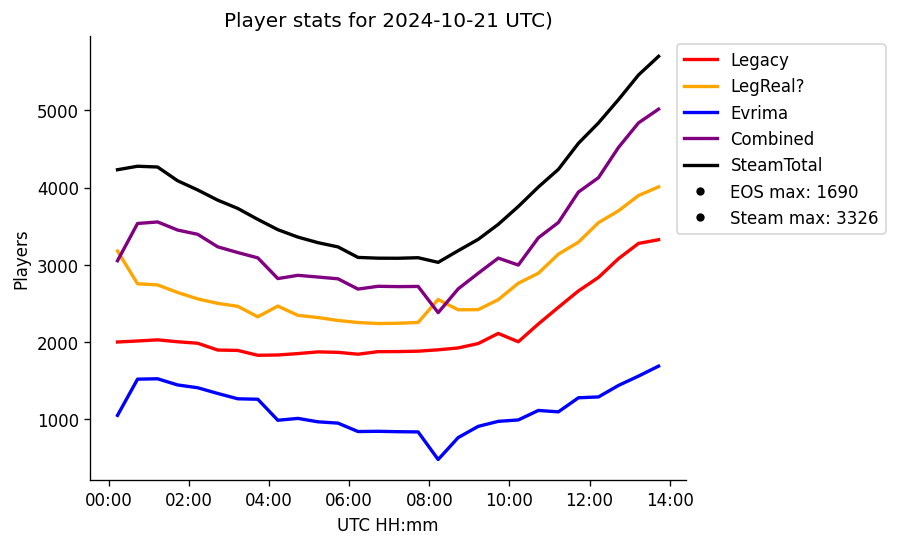 Player stats for 2024-10-21 UTC)
Players
5000
4000
3000
2000
1000
00:00 02:00 04:00 06:00 08:00 10:00 12:00 14:00
UTC HH:mm
Legacy
LegReal?
Evrima
Combined
SteamTotal
EOS max: 1690
Steam max: 3326